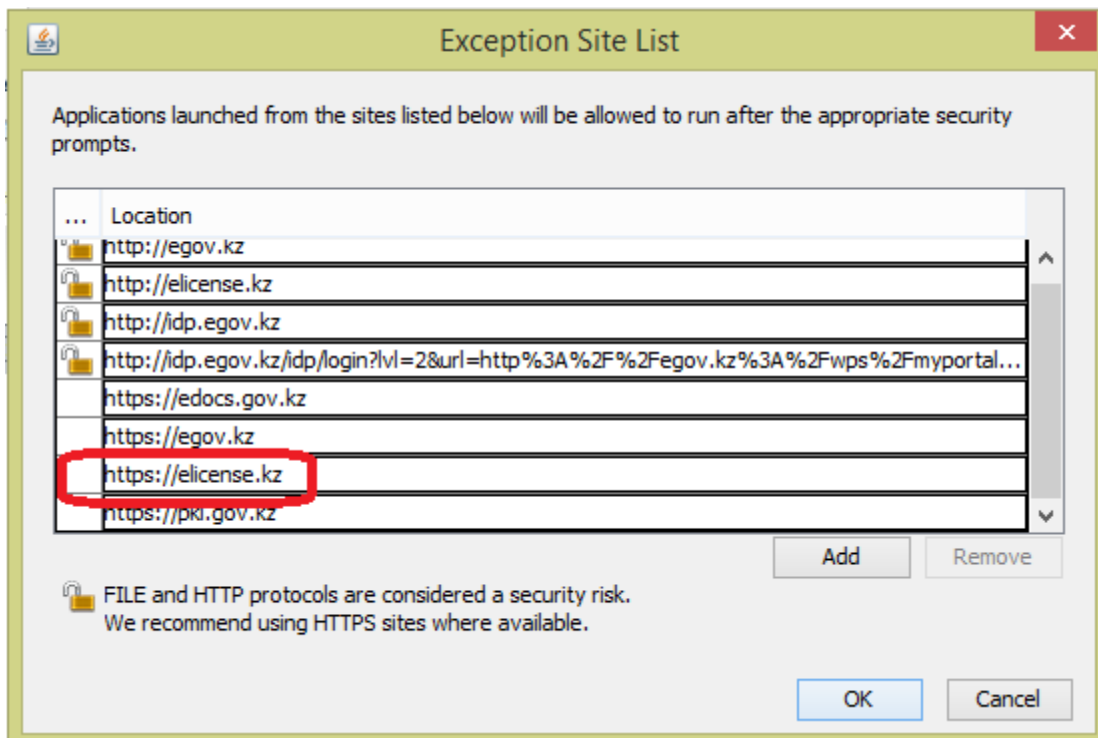 Exception Site List
Applications launched from the sites listed below will be allowed to run after the appropriate security
prompts.
... Location
http://egov.kz
http://elicense.kz
http://idp.egov.kz
http://idp.egov.kz/idp/login?lvl=2&url=http%3A%2F%2Fegov.kz%3A%2Fwps%2Fmyportal...
https://edocs.gov.kz
https://egov.kz
https://elicense.kz
https://pki.gov.kz
Add Remove
FILE and HTTP protocols are considered a security risk.
We recommend using HTTPS sites where available.
OK Cancel